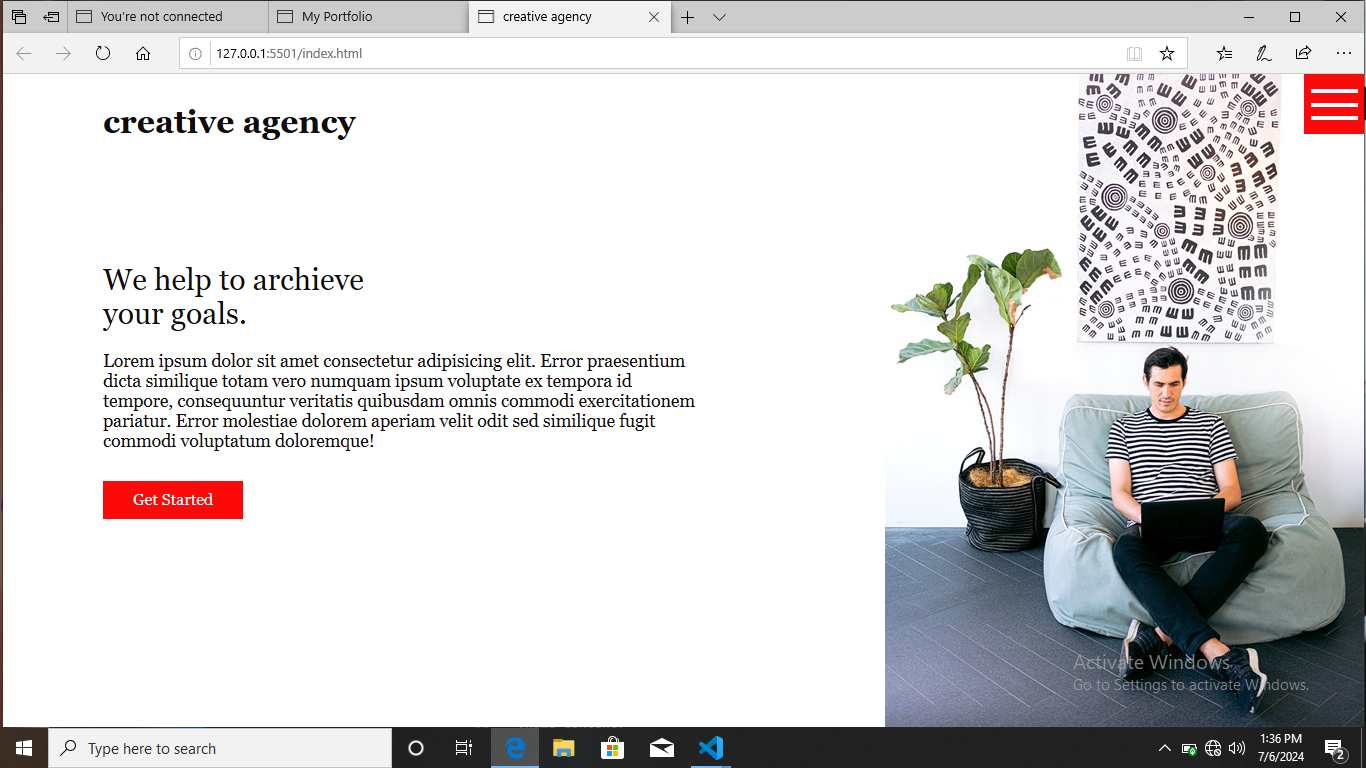 You're not connected
My Portfolio
creative agency
127.0.0.1:5501/index.html
creative agency
We help to archieve
your goals.
Lorem ipsum dolor sit amet consectetur adipisicing elit. Error praesentium
dicta similique totam vero numquam ipsum voluptate ex tempora id
tempore, consequuntur veritatis quibusdam omnis commodi exercitationem
pariatur. Error molestiae dolorem aperiam velit odit sed similique fugit
commodi voluptatum doloremque!
Get Started
Activate Windows
Go to Settings to activate Windows.
Type here to search
1:36 PM
7/6/2024
2